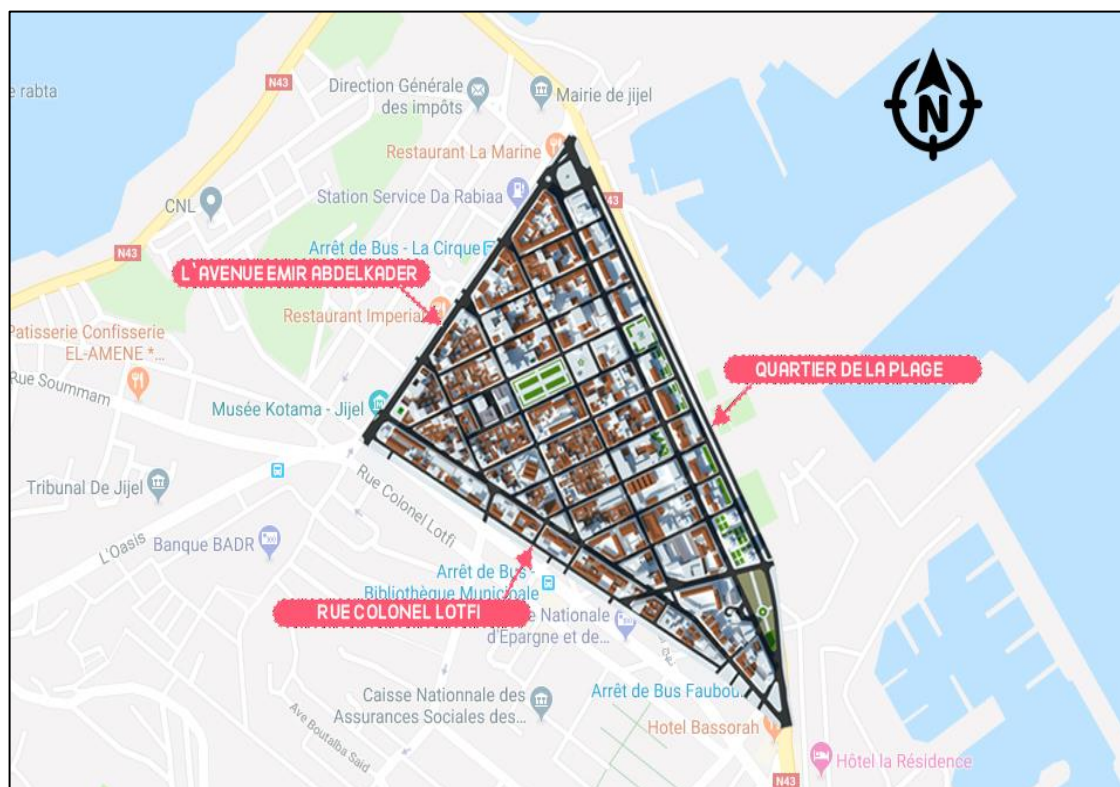 N43
e rabta
Direction Générale
des impôts
Mairie de jijel
N
Restaurant La Marine
Station Service Da Rabiaa
43
CNL
N43
Arrêt de Bus - La Cirque
L'AVENUE EMIR ABDELKADER
Restaurant Imperia
Patisserie Confisserie
EL-AMENE *...
QUARTIER DE LA PLAGE
Rue Soummam
Musée Kotama - Jijel
Rue Colonel Lotfi
Tribunal De Jijel
L'Oasis
Banque BADR
Arrêt de Bus -
Bibliothèque Municipale
RUE COLONEL LOTFI
e Nationale
d'Epargne et de...
Caisse Nationale des
Assurances Sociales des...
Arrêt de Bus Faubou
Ave Boutalba Said
Hotel Bassorah
Hôtel la Résidence
N43